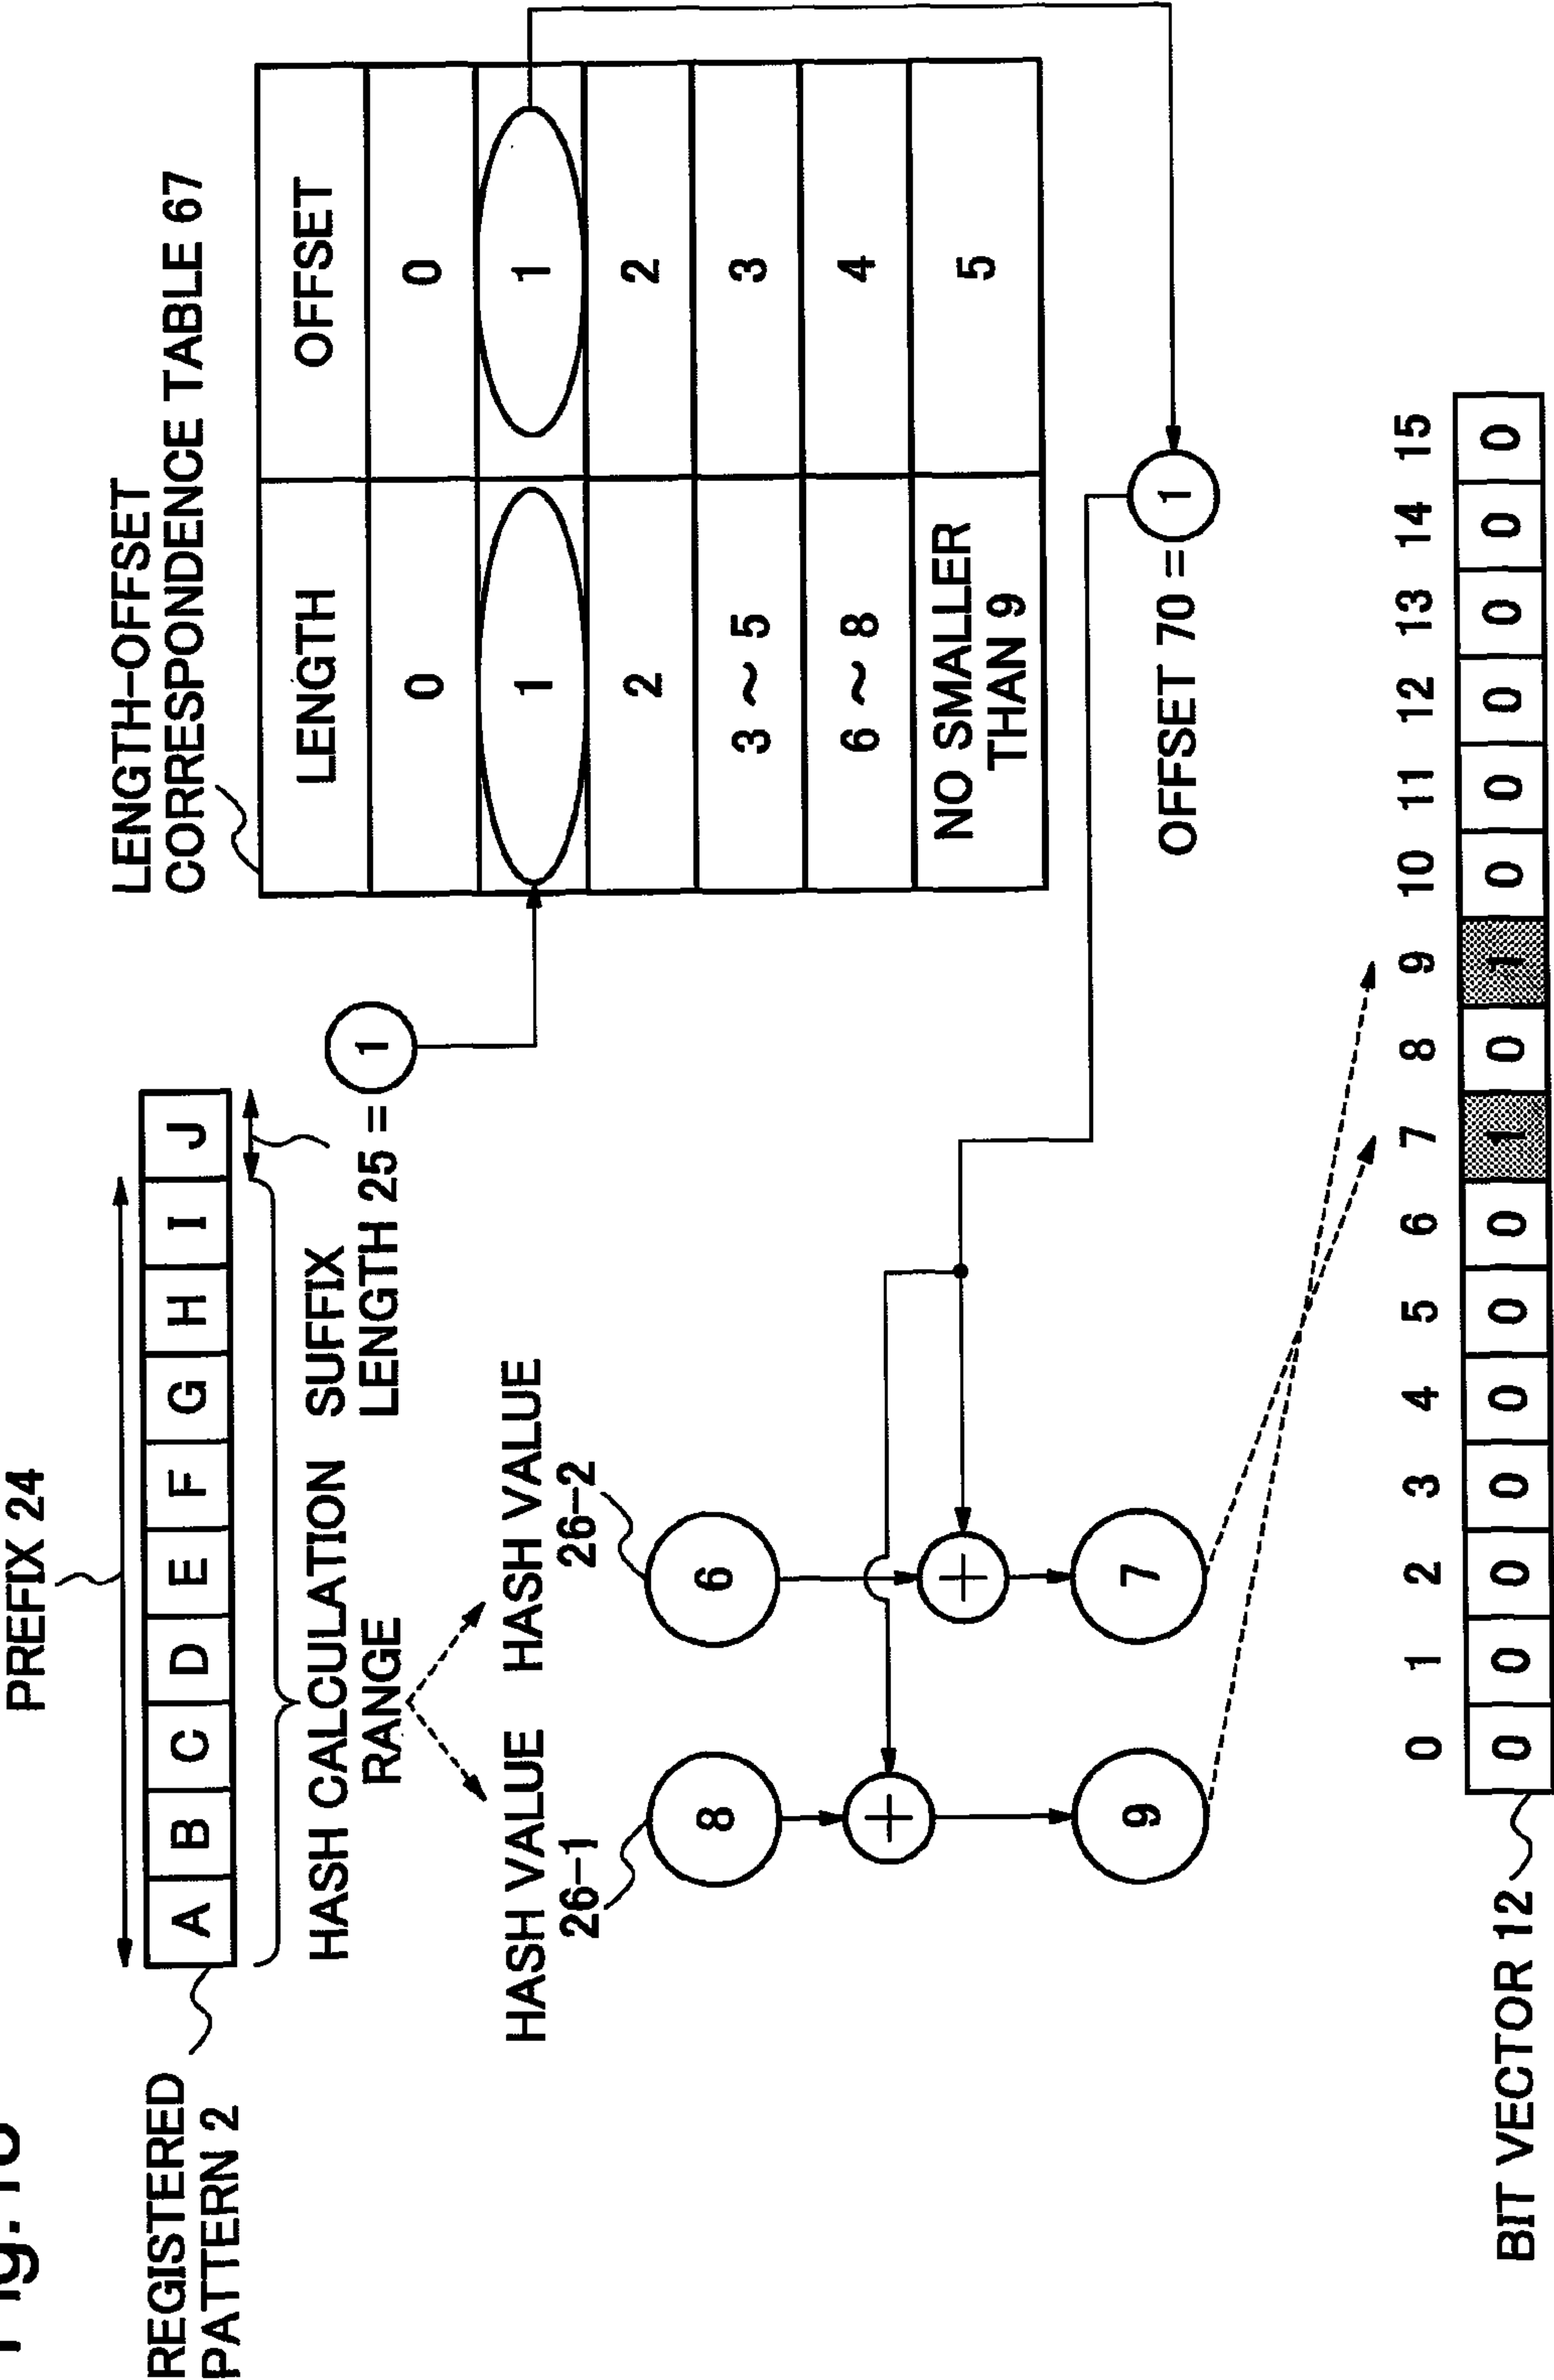 Fig.
PREFIX 24
REGISTERED
PATTERN 2
A B C D E F G H I J
HASH CALCULATION
RANGE
SUFFIX
LENGTH 25 = 1
LENGTH-OFFSET
CORRESPONDENCE TABLE 67
LENGTH OFFSET
0 0
1 1
2 2
3 ~ 5 3
6 ~ 8 4
NO SMALLER
THAN 9 5
HASH VALUE
26-1
HASH VALUE
26-2
8 6
+ +
9 7
OFFSET 70 = 1
0 1 2 3 4 5 6 7 8 9 10 11 12 13 14 15
BIT VECTOR 12
0 0 0 0 0 0 0 1 0 1 0 0 0 0 0 0